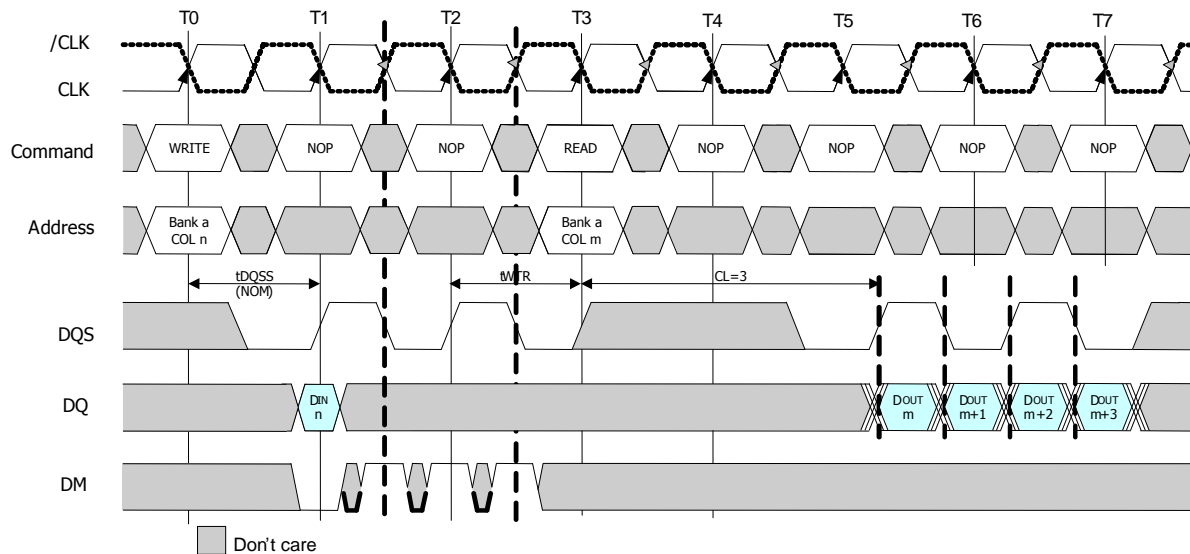 T0 T1 T2 T3 T4 T5 T6 T7
/CLK
CLK
Command WRITE NOP NOP READ NOP NOP NOP NOP
Address Bank a Bank a
COL n COL m
tDQSS tWTR CL=3
(NOM)
DQS
DQ DIN DOUT DOUT DOUT DOUT
n m m+1 m+2 m+3
DM
Don't care